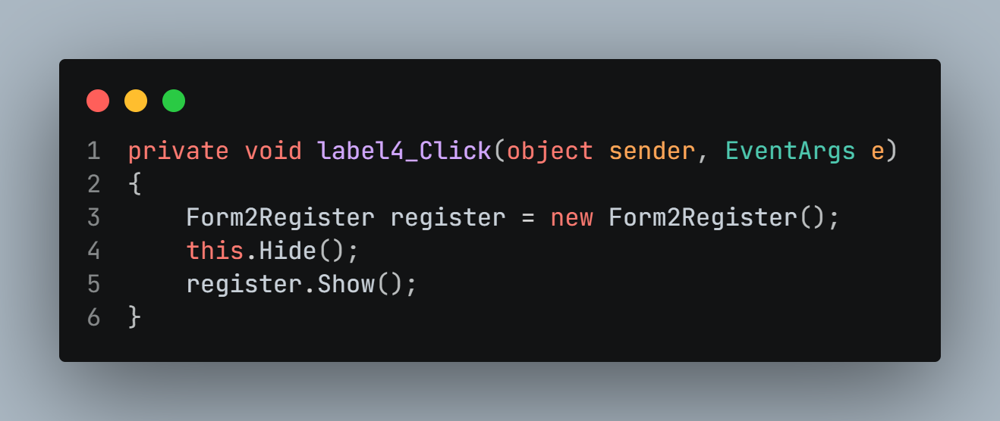 1 private void label4_Click(object sender, EventArgs e)
2 {
3     Form2Register register = new Form2Register();
4     this.Hide();
5     register.Show();
6 }